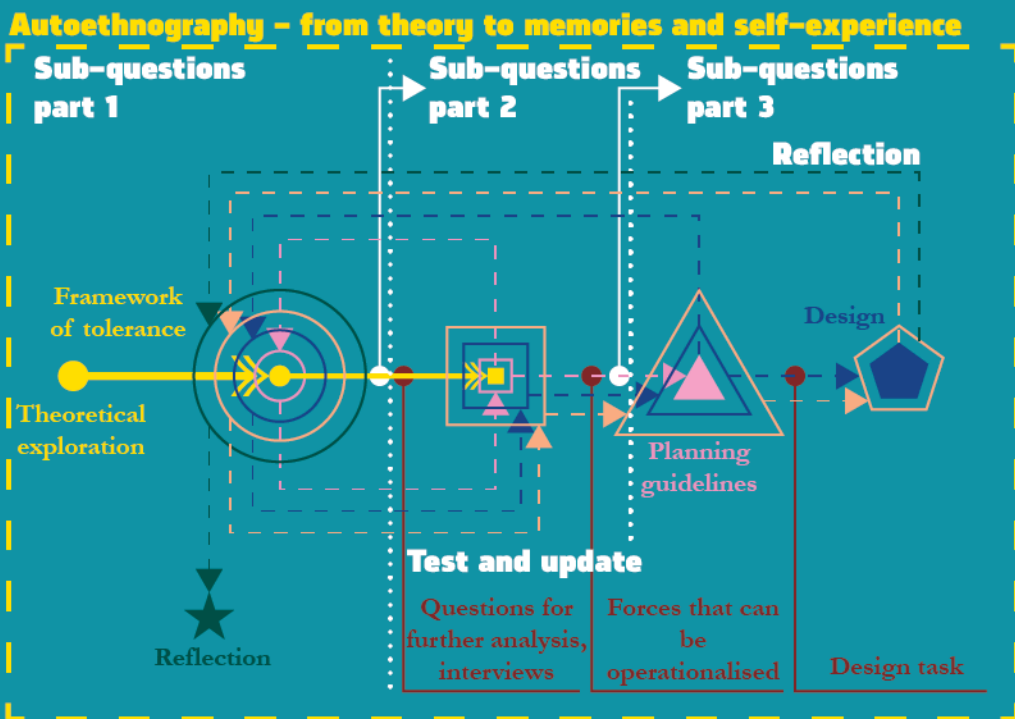 Autoethnography - from theory to memories and self-experience
Sub-questions
part 1
Sub-questions
part 2
Sub-questions
part 3
Reflection
Framework
of tolerance
Design
Theoretical
exploration
Planning
guidelines
Test and update
Questions for
further analysis,
interviews
Forces that can
be
operationalised
Design task
Reflection